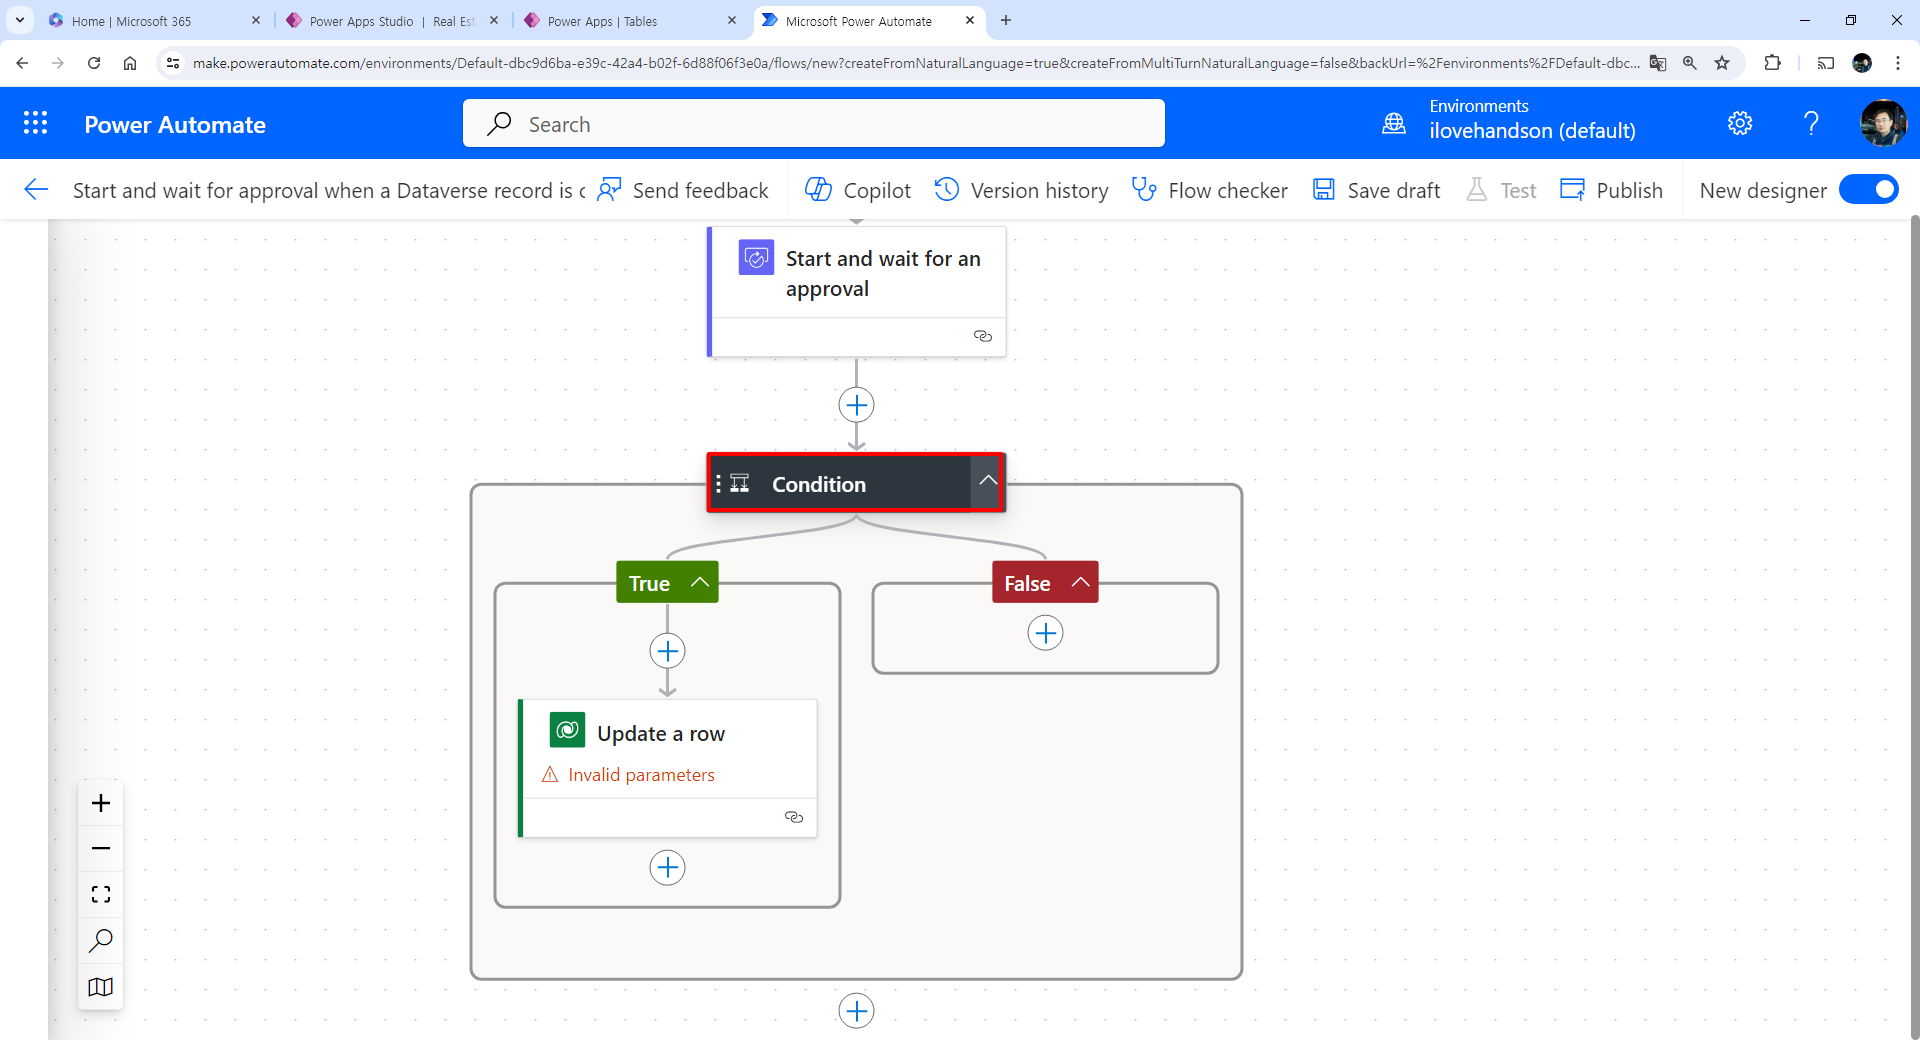 Home | Microsoft 365
Power Apps Studio | Real Est
Power Apps | Tables
Microsoft Power Automate
make.powerautomate.com/environments/Default-dbc9d6ba-e39c-42a4-b02f-6d88f06f3e0a/flows/new?createFromNaturalLanguage=true&createFromMultiTurnNaturalLanguage=false&backUrl=%2Fenvironments%2FDefault-dbc...
Power Automate
Search
Environments
ilovehandson (default)
Start and wait for approval when a Dataverse record is c
Send feedback
Copilot
Version history
Flow checker
Save draft
Test
Publish
New designer
Start and wait for an
approval
Condition
True
False
Update a row
Invalid parameters